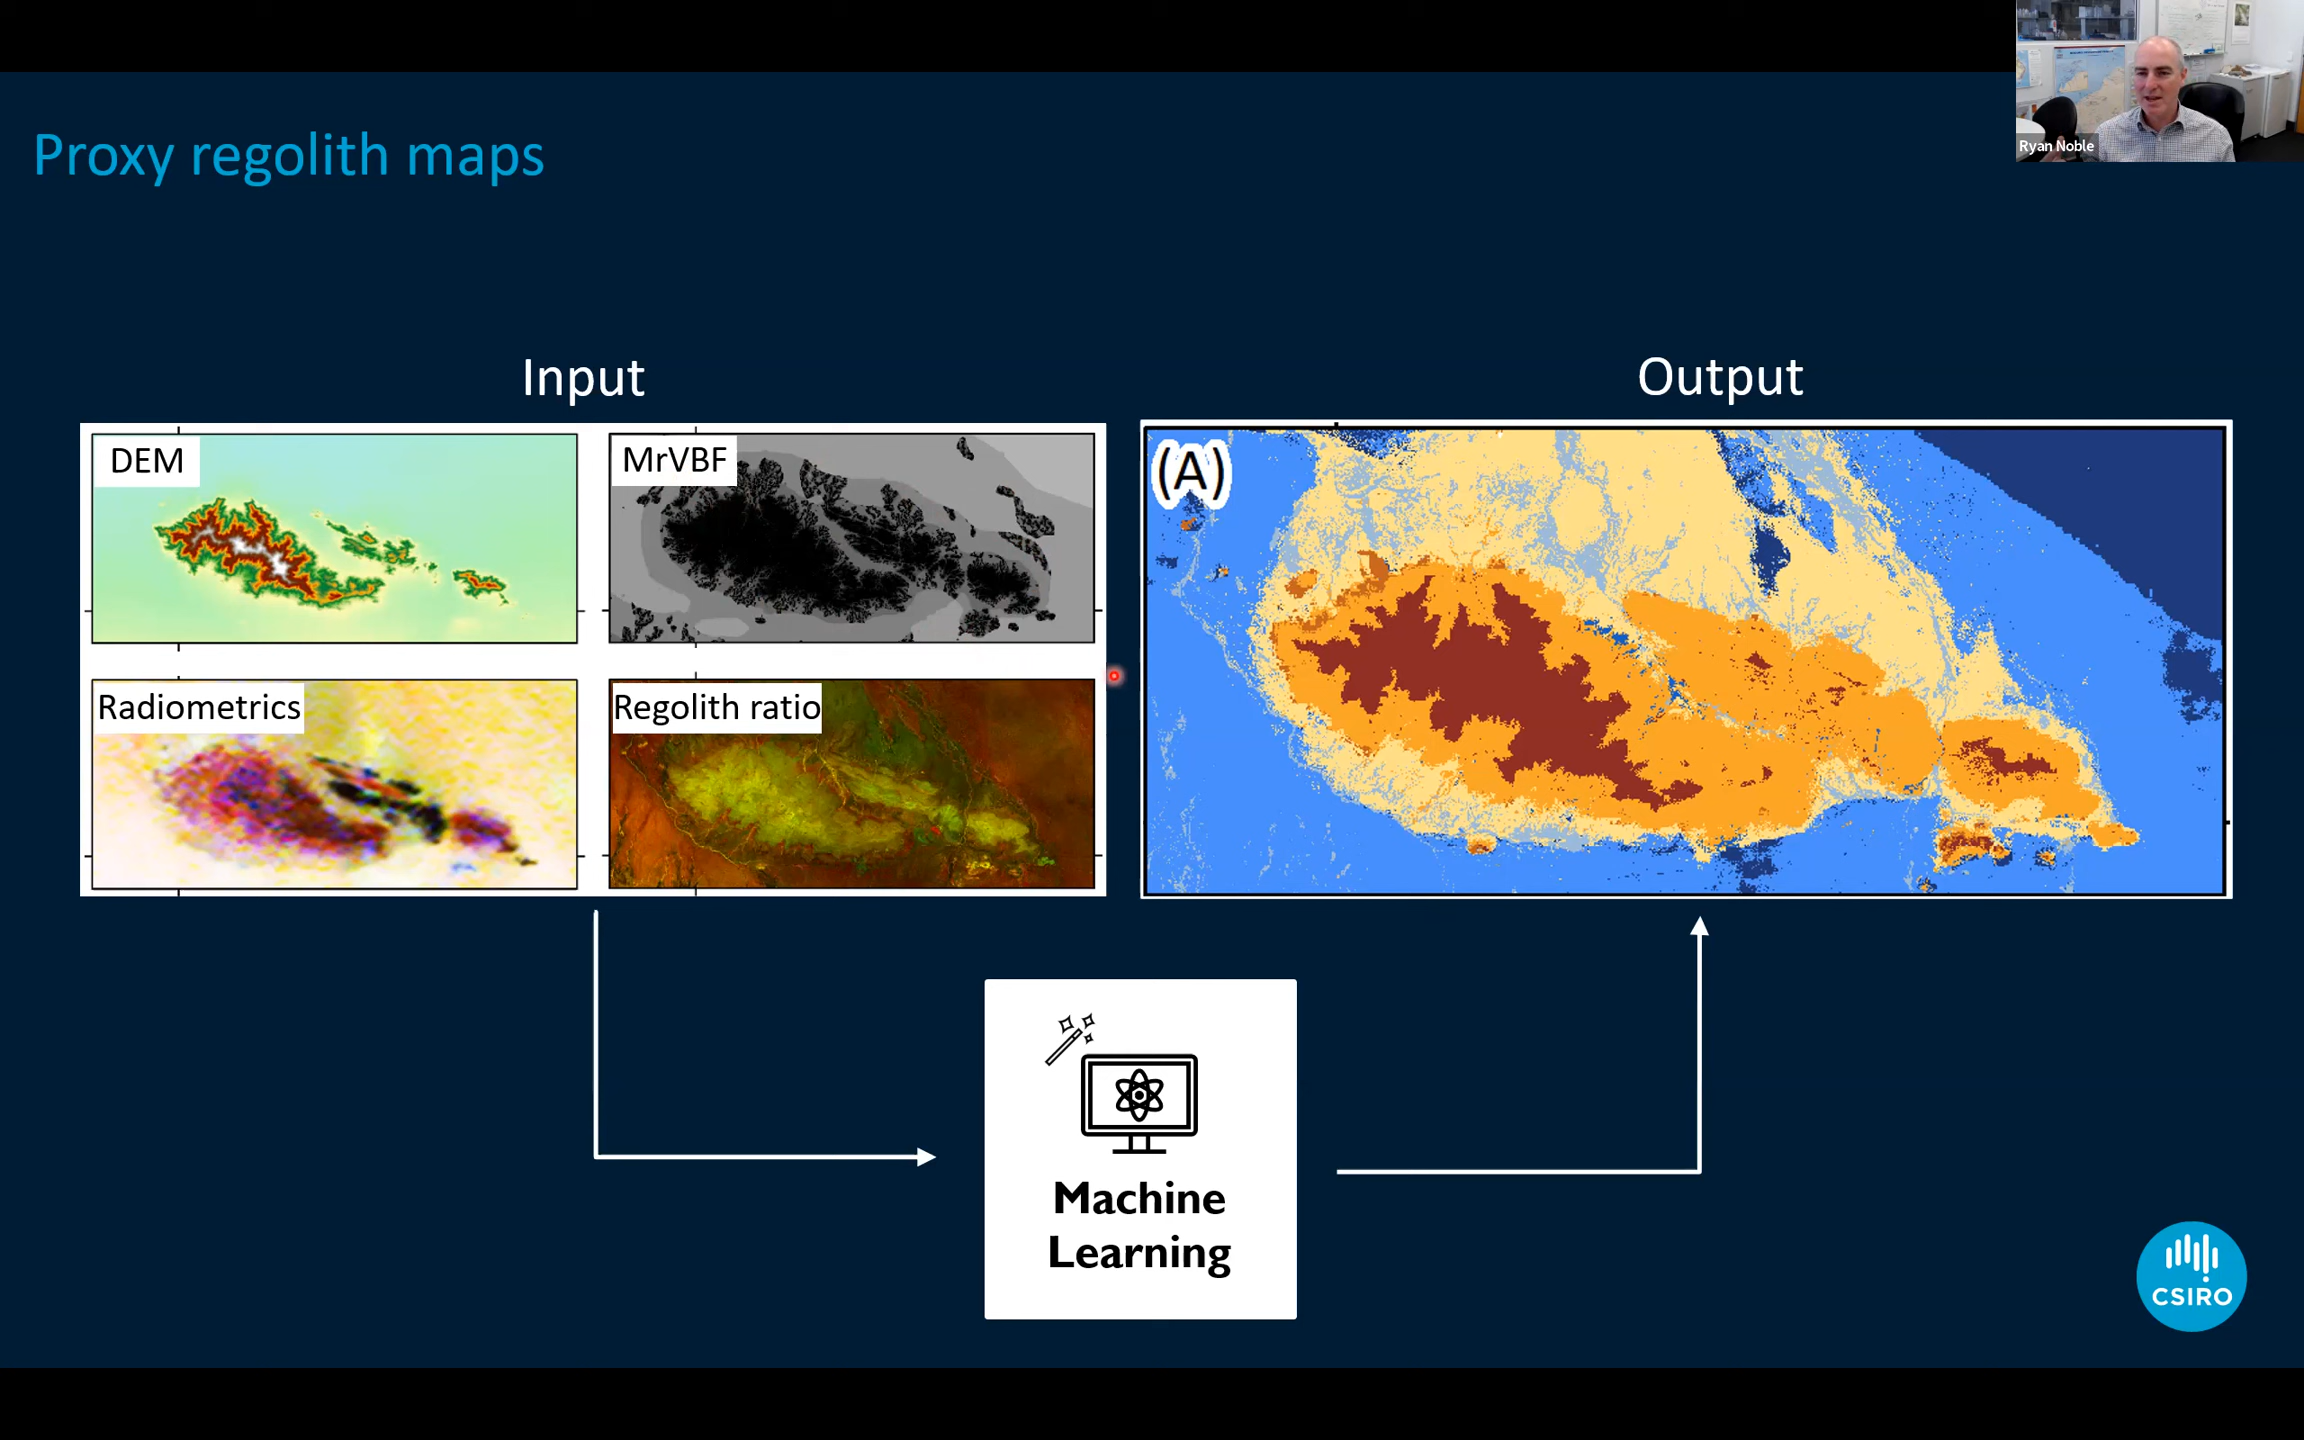 Ryan Noble
Proxy regolith maps
Input
Output
DEM
MrVBF
(A)
Radiometrics
Regolith ratio
Machine
Learning
CSIRO